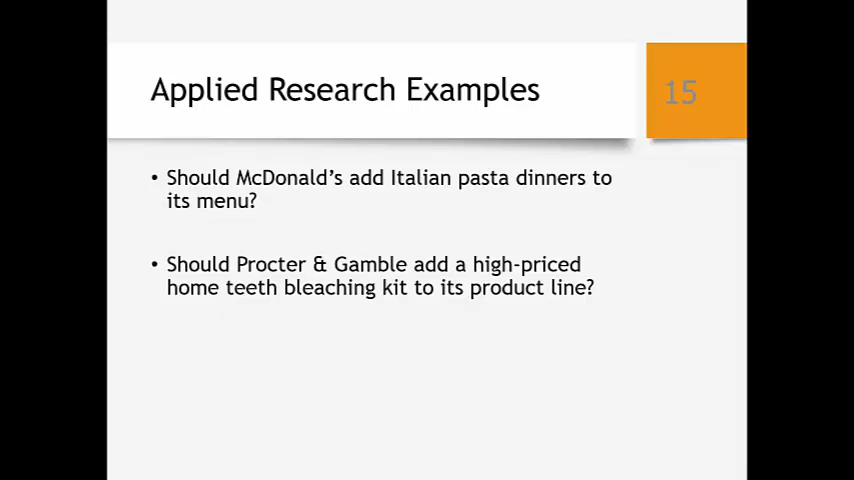 Applied Research Examples
15
• Should McDonald’s add Italian pasta dinners to
its menu?
• Should Procter & Gamble add a high-priced
home teeth bleaching kit to its product line?